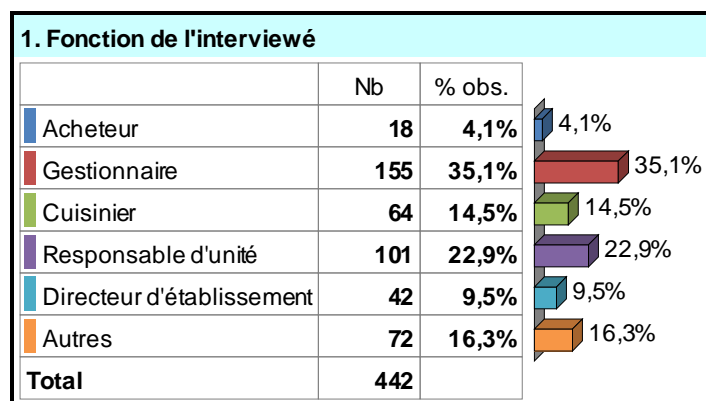 1. Fonction de l'interviewé
Nb % obs.
Acheteur 18 4,1% 4,1%
Gestionnaire 155 35,1% 35,1%
Cuisinier 64 14,5% 14,5%
Responsable d'unité 101 22,9% 22,9%
Directeur d'établissement 42 9,5% 9,5%
Autres 72 16,3% 16,3%
Total 442